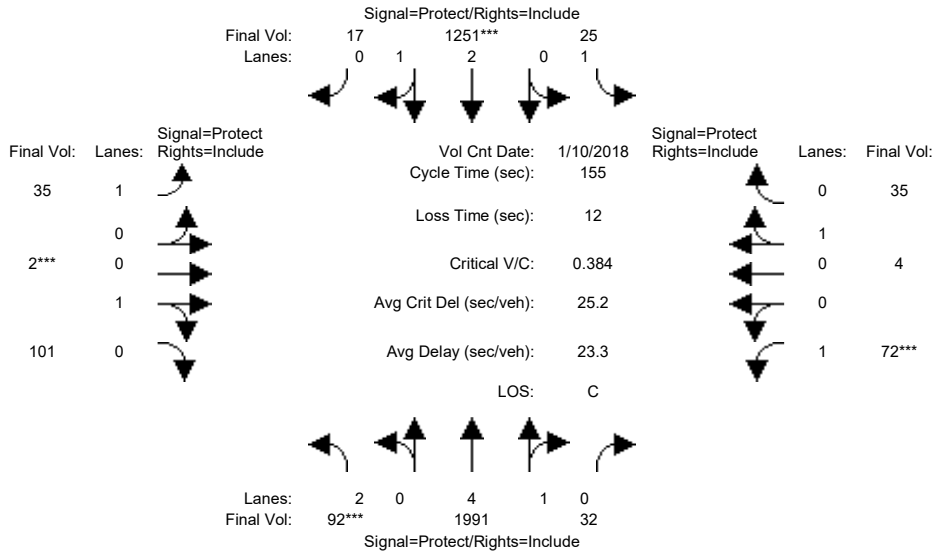 Signal=Protect/Rights=Include
Final Vol: 17 1251*** 25
Lanes: 0 1 2 0 1
Signal=Protect
Final Vol: Lanes: Rights=Include
Vol Cnt Date: 1/10/2018
Signal=Protect
Rights=Include Lanes: Final Vol:
Cycle Time (sec): 155
35 1
0 35
Loss Time (sec): 12
0
1
2*** 0
Critical V/C: 0.384
0 4
1
Avg Crit Del (sec/veh): 25.2
0
101 0
Avg Delay (sec/veh): 23.3
1 72***
LOS: C
Lanes: 2 0 4 1 0
Final Vol: 92*** 1991 32
Signal=Protect/Rights=Include